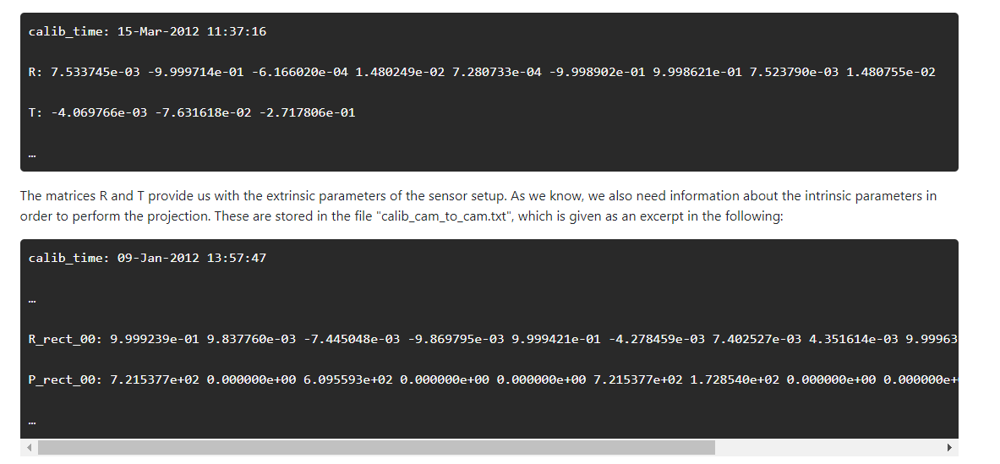 calib_time: 15-Mar-2012 11:37:16
R: 7.533745e-03 -9.999714e-01 -6.166020e-04 1.480249e-02 7.280733e-04 -9.998902e-01 9.998621e-01 7.523790e-03 1.480755e-02
T: -4.069766e-03 -7.631618e-02 -2.717806e-01
…
The matrices R and T provide us with the extrinsic parameters of the sensor setup. As we know, we also need information about the intrinsic parameters in
order to perform the projection. These are stored in the file "calib_cam_to_cam.txt", which is given as an excerpt in the following:
calib_time: 09-Jan-2012 13:57:47
…
R_rect_00: 9.999239e-01 9.837760e-03 -7.445048e-03 -9.869795e-03 9.999421e-01 -4.278459e-03 7.402527e-03 4.351614e-03 9.99963
P_rect_00: 7.215377e+02 0.000000e+00 6.095593e+02 0.000000e+00 0.000000e+00 7.215377e+02 1.728540e+02 0.000000e+00 0.000000e+
…